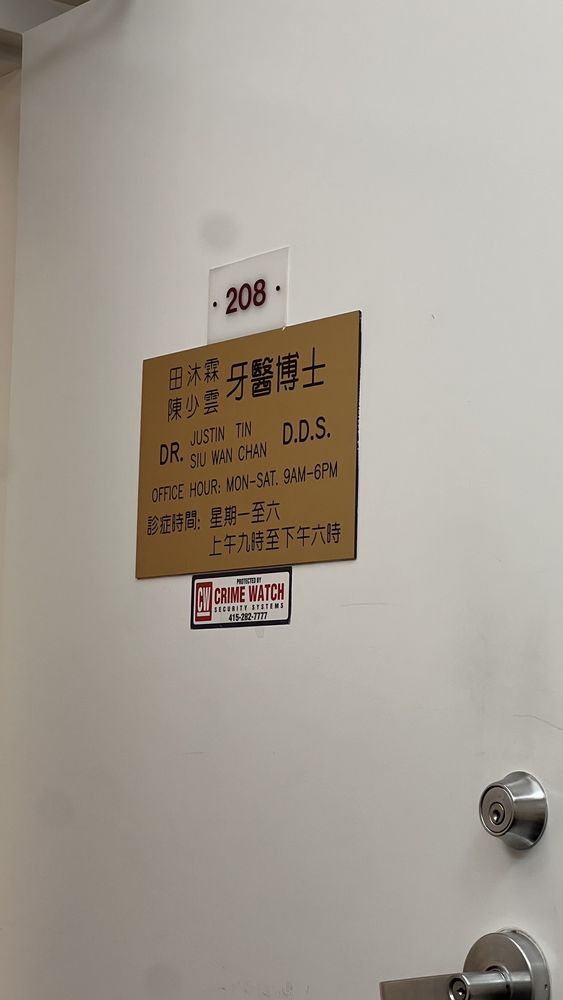 · 208 ·
田沐霖 牙醫博士
陳少雲
DR. JUSTIN TIN D.D.S.
SIU WAN CHAN
OFFICE HOUR: MON-SAT. 9AM-6PM
診症時間: 星期一至六
上午九時至下午六時
PROTECTED BY
CW CRIME WATCH
SECURITY SYSTEMS
415-282-7777